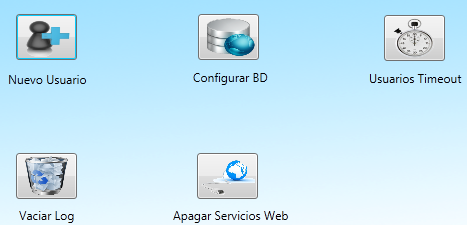 Nuevo Usuario
Configurar BD
Usuarios Timeout
Vaciar Log
Apagar Servicios Web